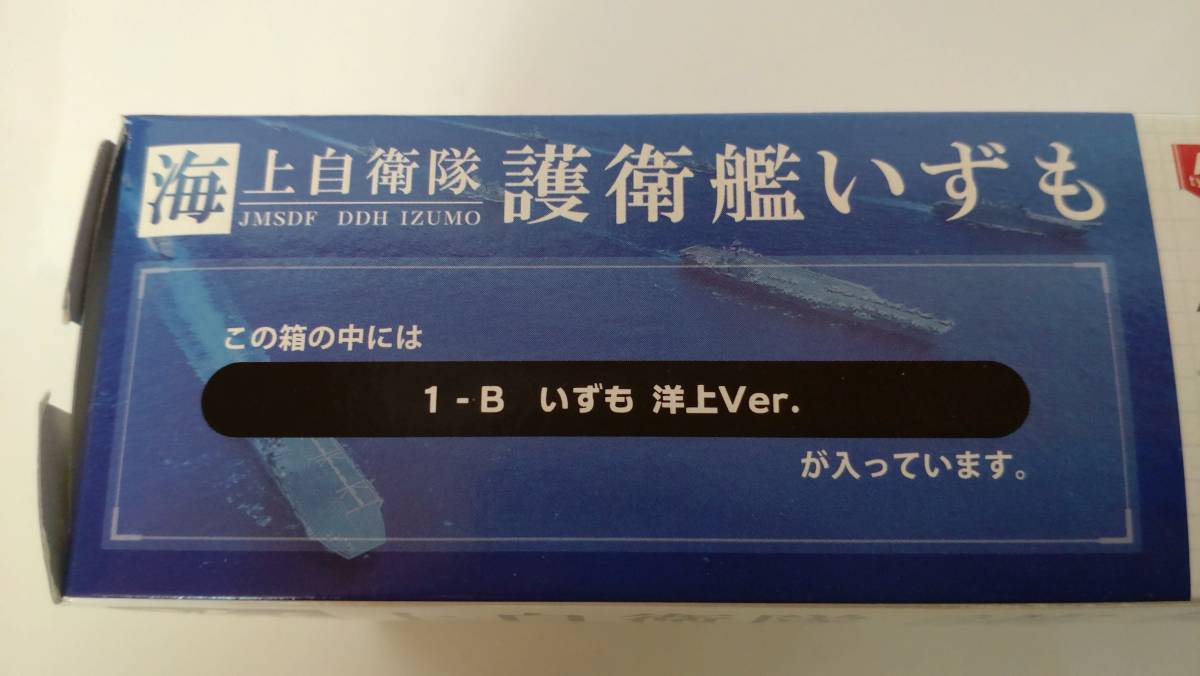 海上自衛隊 護衛艦いずも
JMSDF DDH IZUMO
この箱の中には
1-B いずも 洋上Ver.
が入っています。